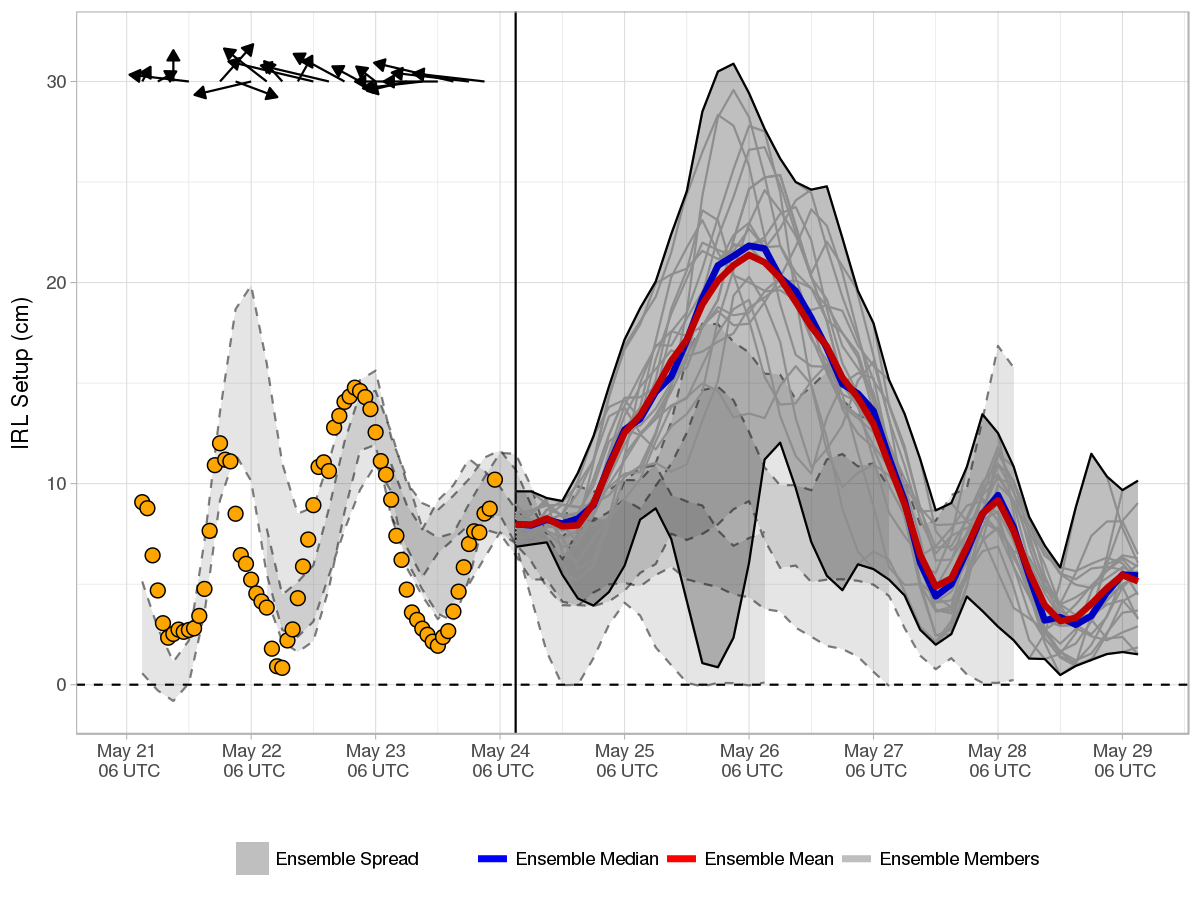 IRL Setup (cm)
30
20
10
0
May 21 May 22 May 23 May 24 May 25 May 26 May 27 May 28 May 29
06 UTC 06 UTC 06 UTC 06 UTC 06 UTC 06 UTC 06 UTC 06 UTC 06 UTC
Ensemble Spread Ensemble Median Ensemble Mean Ensemble Members